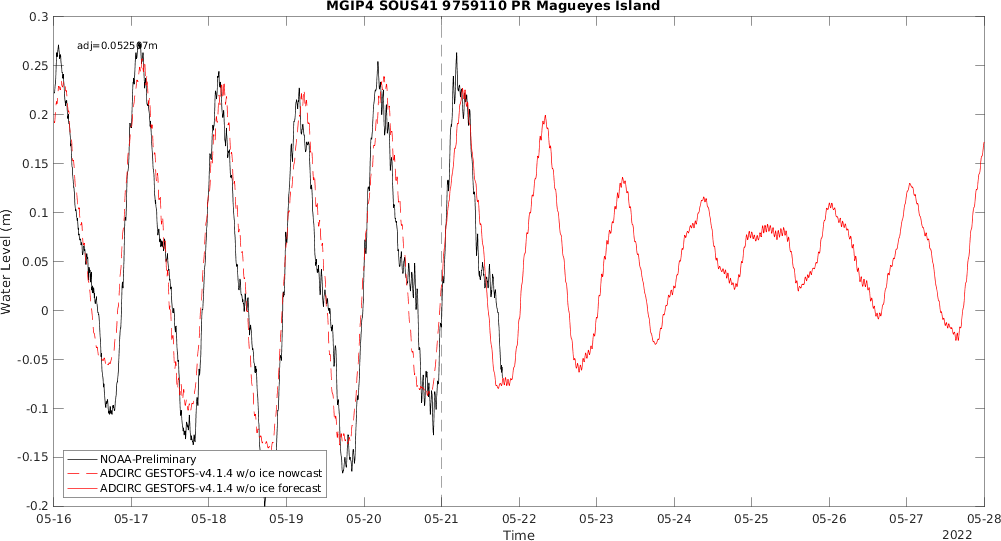 MGIP4 SOUS41 9759110 PR Magueyes Island
0.3
0.25
0.2
0.15
0.1
0.05
0
-0.05
-0.1
-0.15
-0.2
Water Level (m)
NOAA-Preliminary
ADCIRC GESTOFS-v4.1.4 w/o ice nowcast
ADCIRC GESTOFS-v4.1.4 w/o ice forecast
05-16 05-17 05-18 05-19 05-20 05-21 05-22 05-23 05-24 05-25 05-26 05-27 05-28
Time
2022